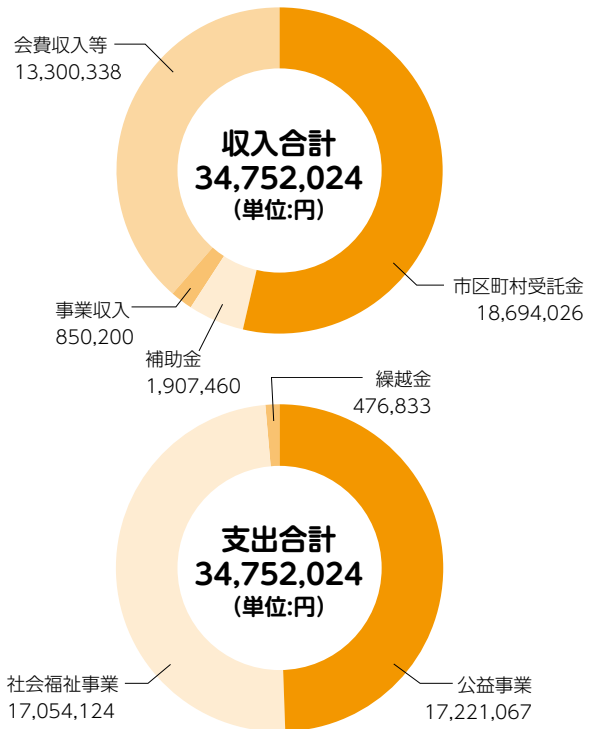 会費収入等
13,300,338
収入合計
34,752,024
(単位:円)
市区町村受託金
18,694,026
事業収入
850,200
補助金
1,907,460
繰越金
476,833
支出合計
34,752,024
(単位:円)
社会福祉事業
17,054,124
公益事業
17,221,067